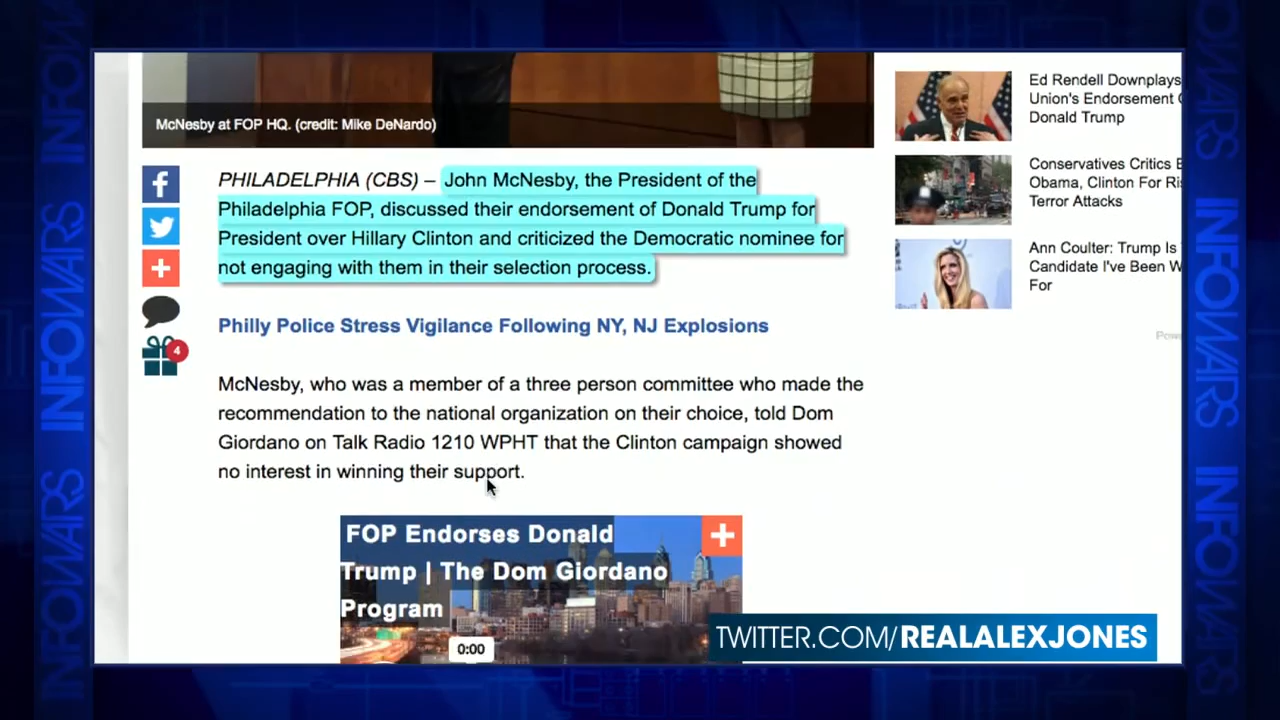 McNesby at FOP HQ. (credit: Mike DeNardo)
PHILADELPHIA (CBS) – John McNesby, the President of the
Philadelphia FOP, discussed their endorsement of Donald Trump for
President over Hillary Clinton and criticized the Democratic nominee for
not engaging with them in their selection process.
Philly Police Stress Vigilance Following NY, NJ Explosions
4
McNesby, who was a member of a three person committee who made the
recommendation to the national organization on their choice, told Dom
Giordano on Talk Radio 1210 WPHT that the Clinton campaign showed
no interest in winning their support.
FOP Endorses Donald
Trump | The Dom Giordano
Program
0:00
Ed Rendell Downplays
Union's Endorsement
Donald Trump
Conservatives Critics
Obama, Clinton For
Terror Attacks
Ann Coulter: Trump Is
Candidate I've Been
For
TWITTER.COM/REALALEXJONES
INFOWARS
INFOWARS
INFOWARS
INFOWARS